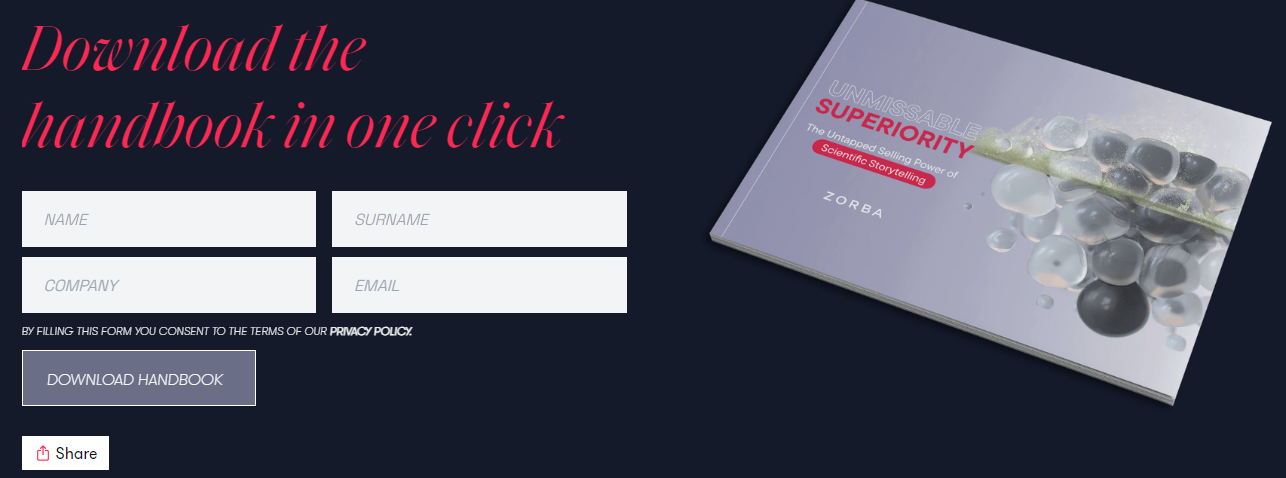 Download the
handbook in one click
NAME
SURNAME
COMPANY
EMAIL
BY FILLING THIS FORM YOU CONSENT TO THE TERMS OF OUR PRIVACY POLICY.
DOWNLOAD HANDBOOK
Share
UNMISSABLE
SUPERIORITY
The Untapped Selling Power of
Scientific Storytelling
ZORBA